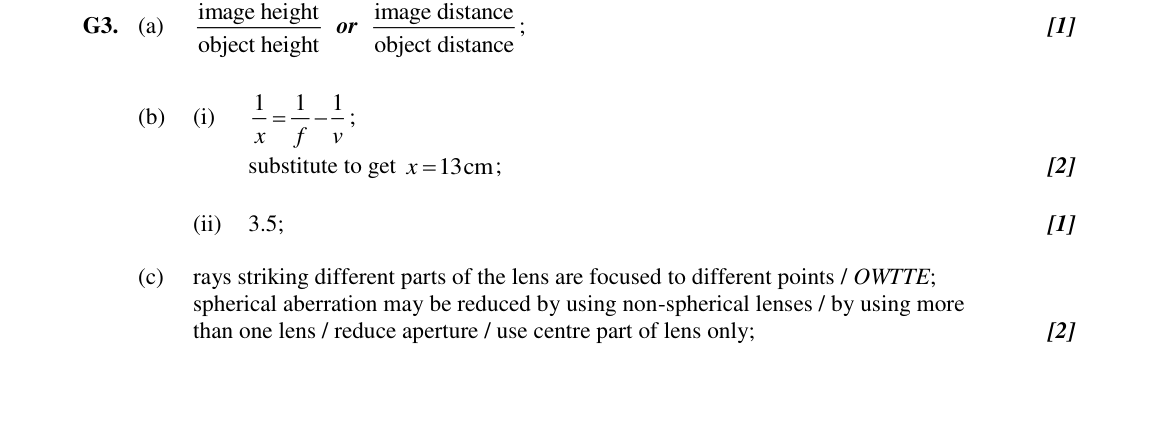 G3. (a) image height / object height or image distance / object distance; [1]
(b) (i) 1/x = 1/f − 1/v;
substitute to get x = 13cm; [2]
(ii) 3.5; [1]
(c) rays striking different parts of the lens are focused to different points / OWTTE;
spherical aberration may be reduced by using non-spherical lenses / by using more
than one lens / reduce aperture / use centre part of lens only; [2]